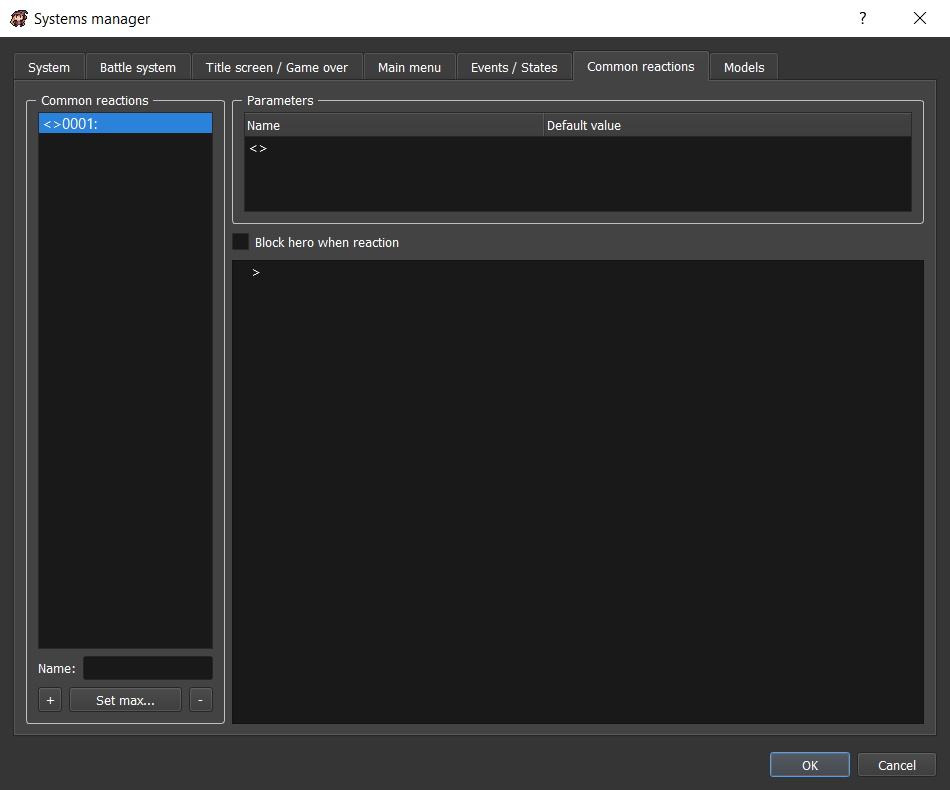 Systems manager
?
System
Battle system
Title screen / Game over
Main menu
Events / States
Common reactions
Models
Common reactions
<>0001:
Name:
+
Set max...
-
Parameters
Name
Default value
<>
Block hero when reaction
>
OK
Cancel